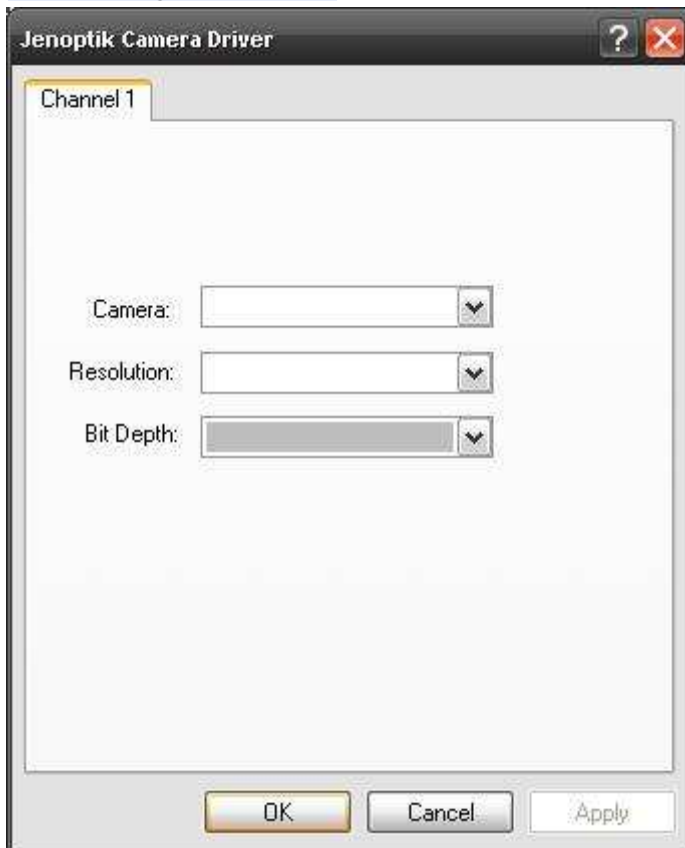 Jenoptik Camera Driver
Channel 1
Camera:
Resolution:
Bit Depth:
OK Cancel Apply